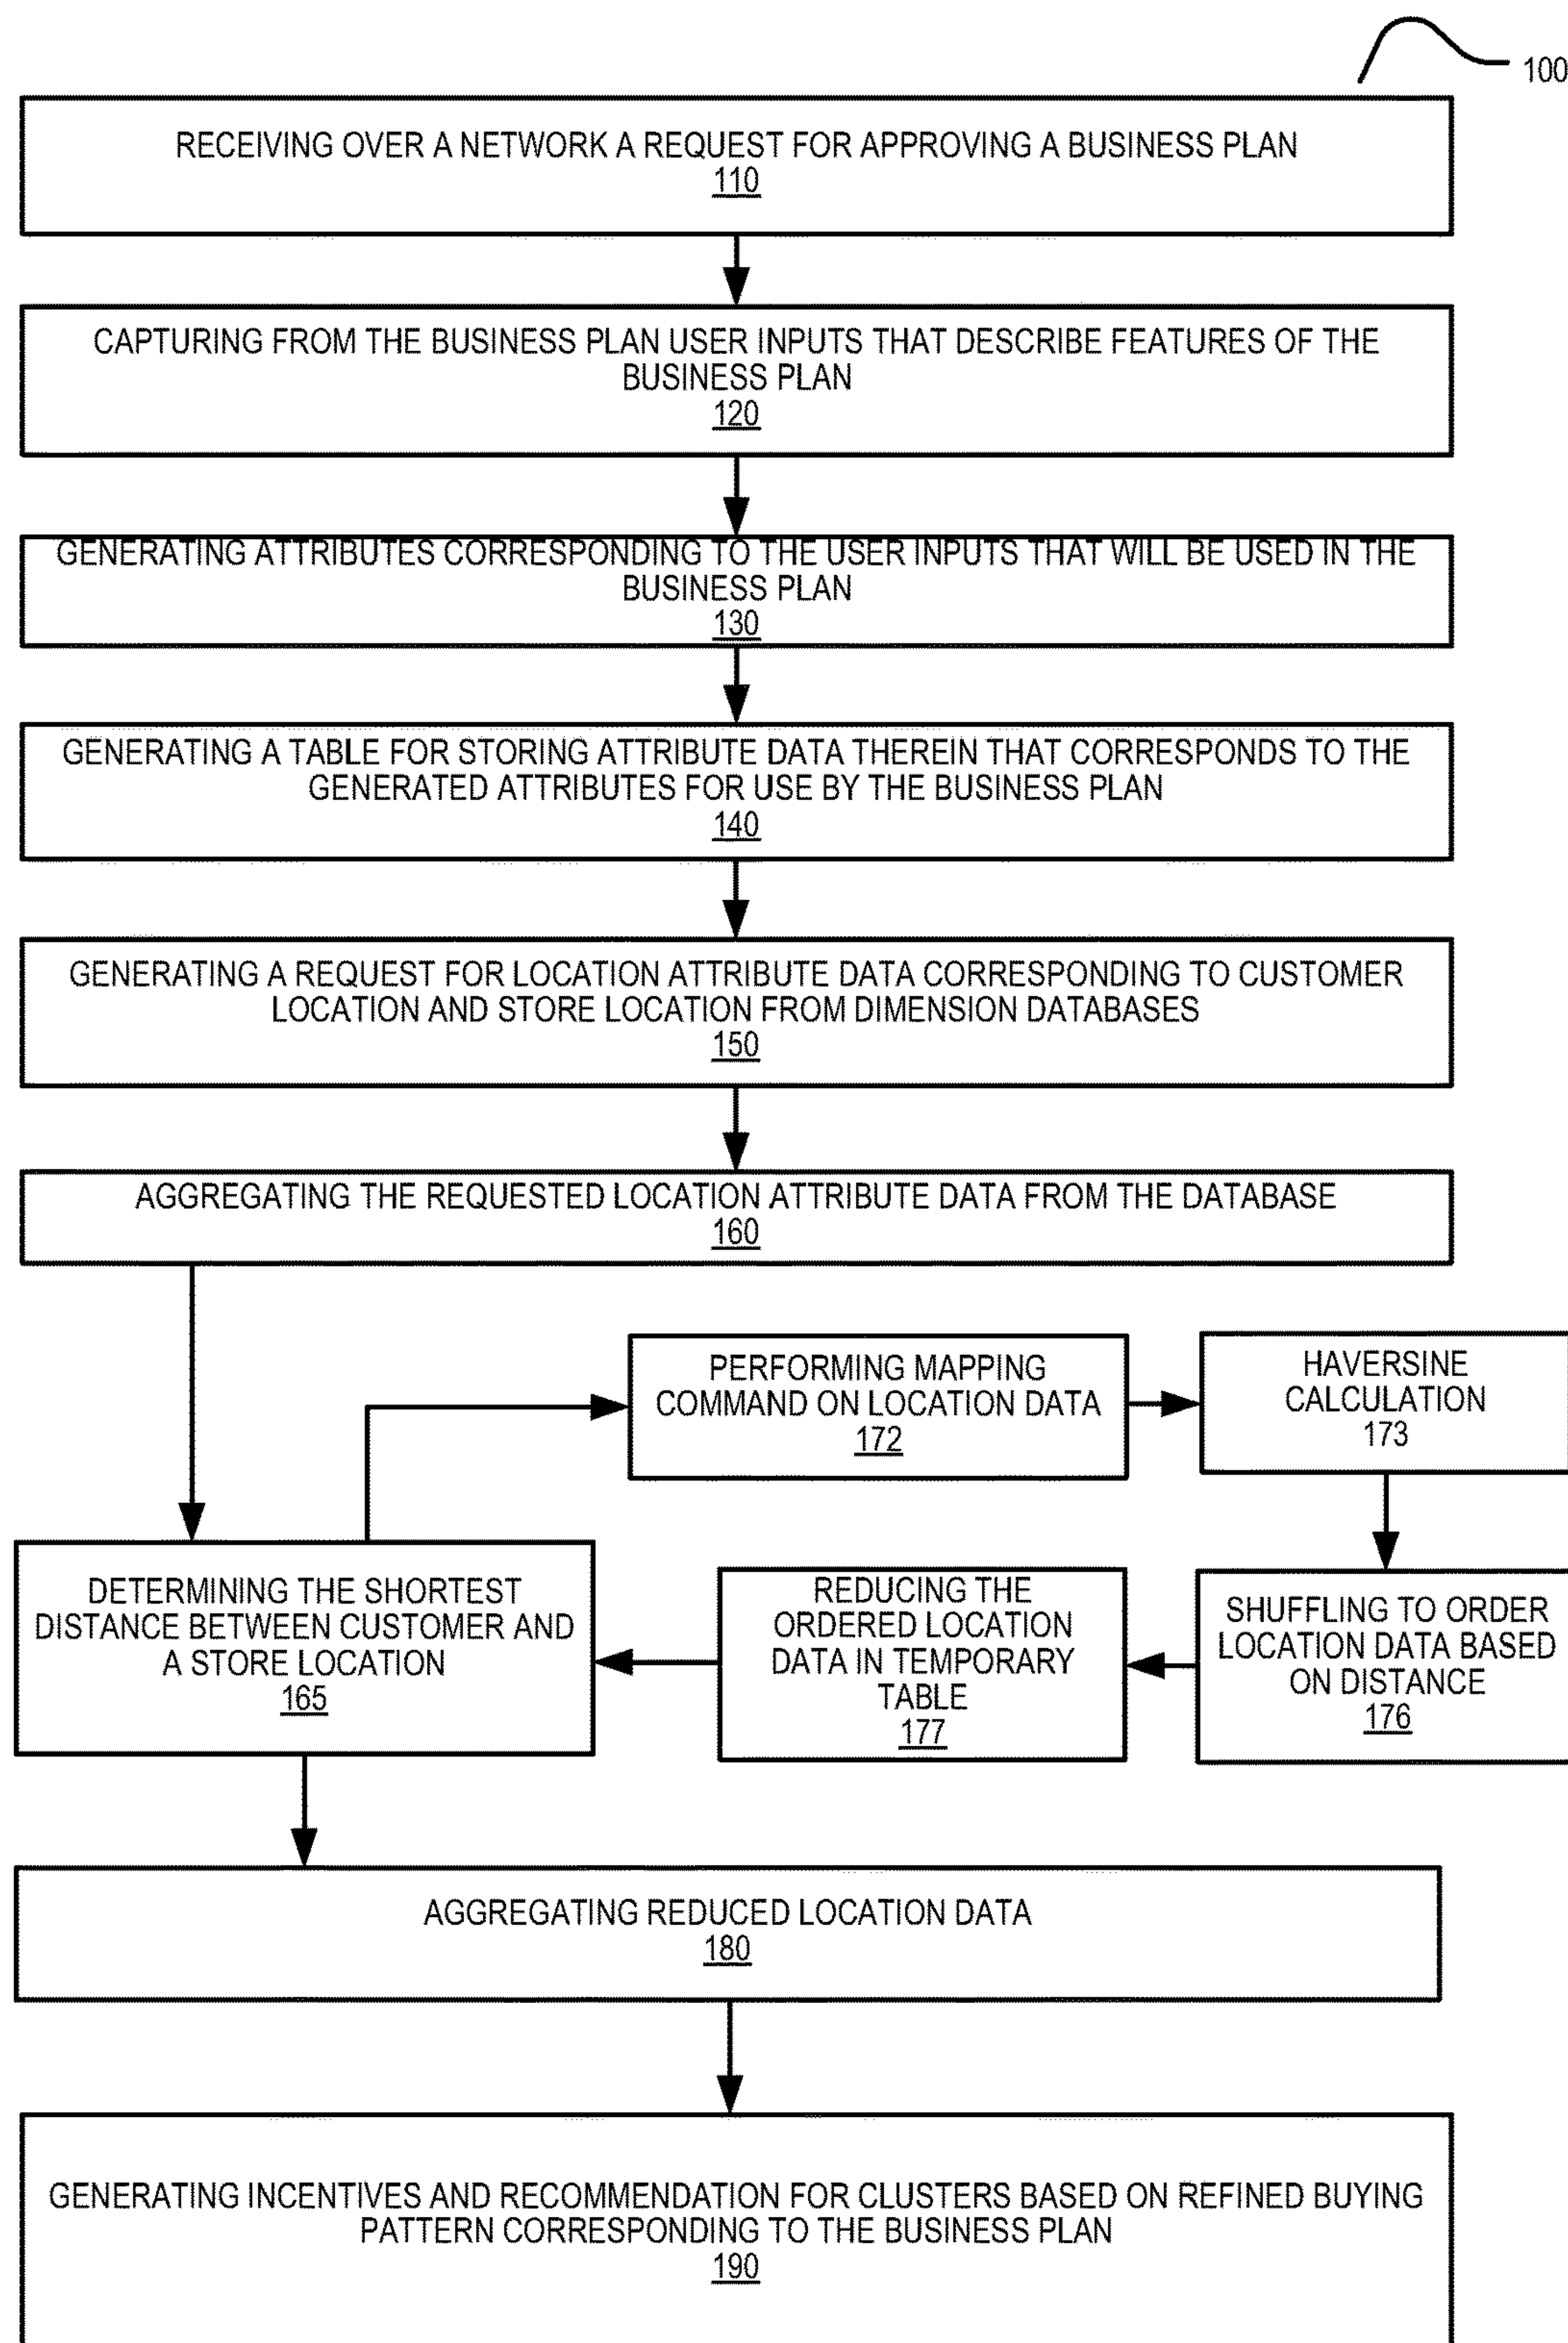 100
RECEIVING OVER A NETWORK A REQUEST FOR APPROVING A BUSINESS PLAN
110
CAPTURING FROM THE BUSINESS PLAN USER INPUTS THAT DESCRIBE FEATURES OF THE
BUSINESS PLAN
120
GENERATING ATTRIBUTES CORRESPONDING TO THE USER INPUTS THAT WILL BE USED IN THE
BUSINESS PLAN
130
GENERATING A TABLE FOR STORING ATTRIBUTE DATA THEREIN THAT CORRESPONDS TO THE
GENERATED ATTRIBUTES FOR USE BY THE BUSINESS PLAN
140
GENERATING A REQUEST FOR LOCATION ATTRIBUTE DATA CORRESPONDING TO CUSTOMER
LOCATION AND STORE LOCATION FROM DIMENSION DATABASES
150
AGGREGATING THE REQUESTED LOCATION ATTRIBUTE DATA FROM THE DATABASE
160
PERFORMING MAPPING
COMMAND ON LOCATION DATA
172
HAVERSINE
CALCULATION
173
DETERMINING THE SHORTEST
DISTANCE BETWEEN CUSTOMER AND
A STORE LOCATION
165
REDUCING THE
ORDERED LOCATION
DATA IN TEMPORARY
TABLE
177
SHUFFLING TO ORDER
LOCATION DATA BASED
ON DISTANCE
176
AGGREGATING REDUCED LOCATION DATA
180
GENERATING INCENTIVES AND RECOMMENDATION FOR CLUSTERS BASED ON REFINED BUYING
PATTERN CORRESPONDING TO THE BUSINESS PLAN
190